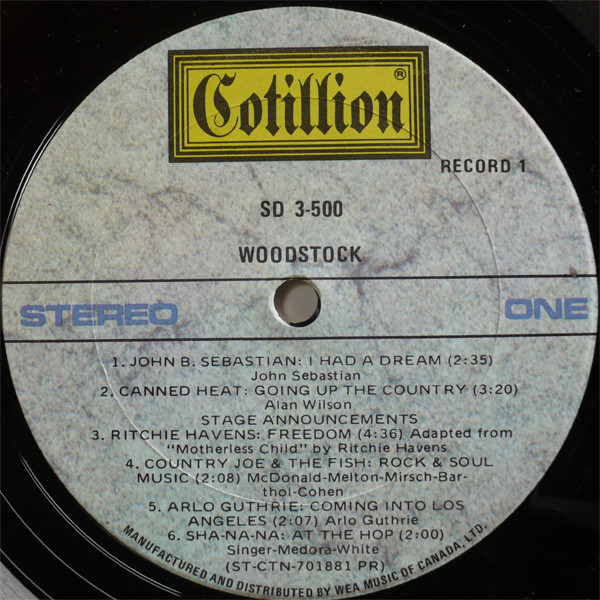 Cotillion®
RECORD 1
SD 3-500
WOODSTOCK
STEREO
ONE
1. JOHN B. SEBASTIAN: I HAD A DREAM (2:35)
John Sebastian
2. CANNED HEAT: GOING UP THE COUNTRY (3:20)
Alan Wilson
STAGE ANNOUNCEMENTS
3. RITCHIE HAVENS: FREEDOM (4:36) Adapted from
"Motherless Child" by Ritchie Havens
4. COUNTRY JOE & THE FISH: ROCK & SOUL
MUSIC (2:08) McDonald-Melton-Mirsch-Bar-
thol-Cohen
5. ARLO GUTHRIE: COMING INTO LOS
ANGELES (2:07) Arlo Guthrie
6. SHA-NA-NA: AT THE HOP (2:00)
Singer-Medora-White
(ST-CTN-701881 PR)
MANUFACTURED AND DISTRIBUTED BY WEA MUSIC OF CANADA, LTD.